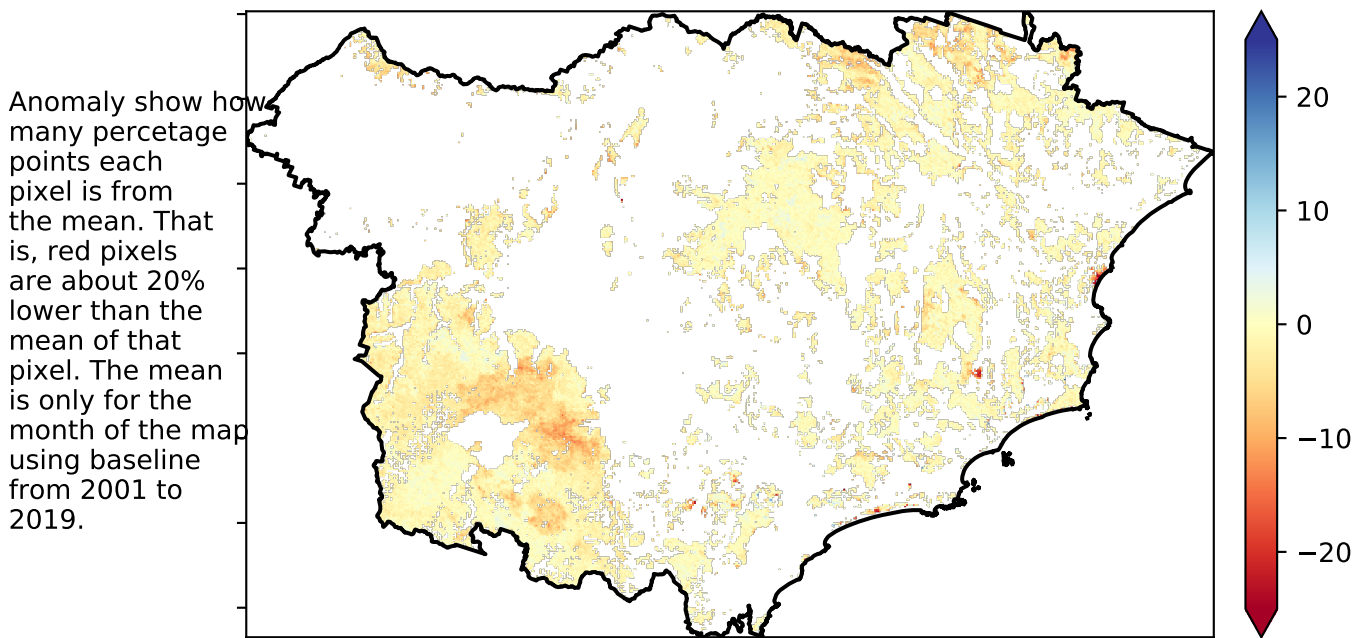 Anomaly show how
many percetage
points each
pixel is from
the mean. That
is, red pixels
are about 20%
lower than the
mean of that
pixel. The mean
is only for the
month of the map
using baseline
from 2001 to
2019.
20
10
0
−10
−20